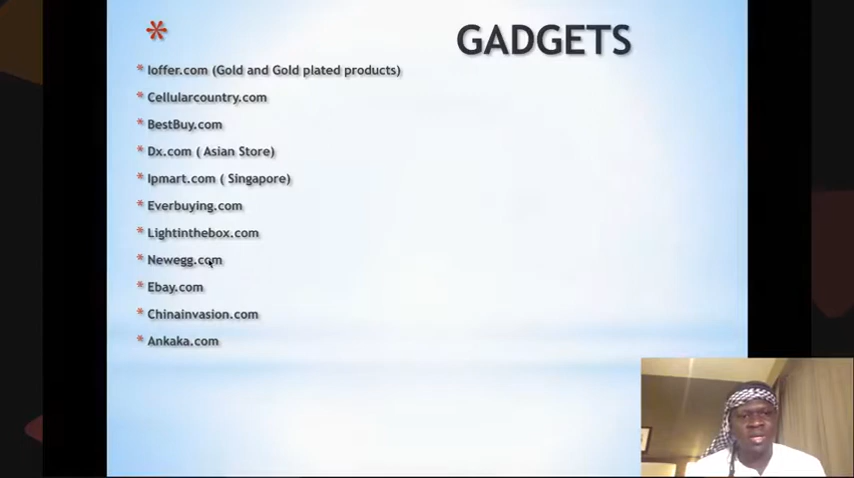 * GADGETS
* Ioffer.com (Gold and Gold plated products)
* Cellularcountry.com
* BestBuy.com
* Dx.com ( Asian Store)
* Ipmart.com ( Singapore)
* Everbuying.com
* Lightinthebox.com
* Newegg.com
* Ebay.com
* Chinainvasion.com
* Ankaka.com